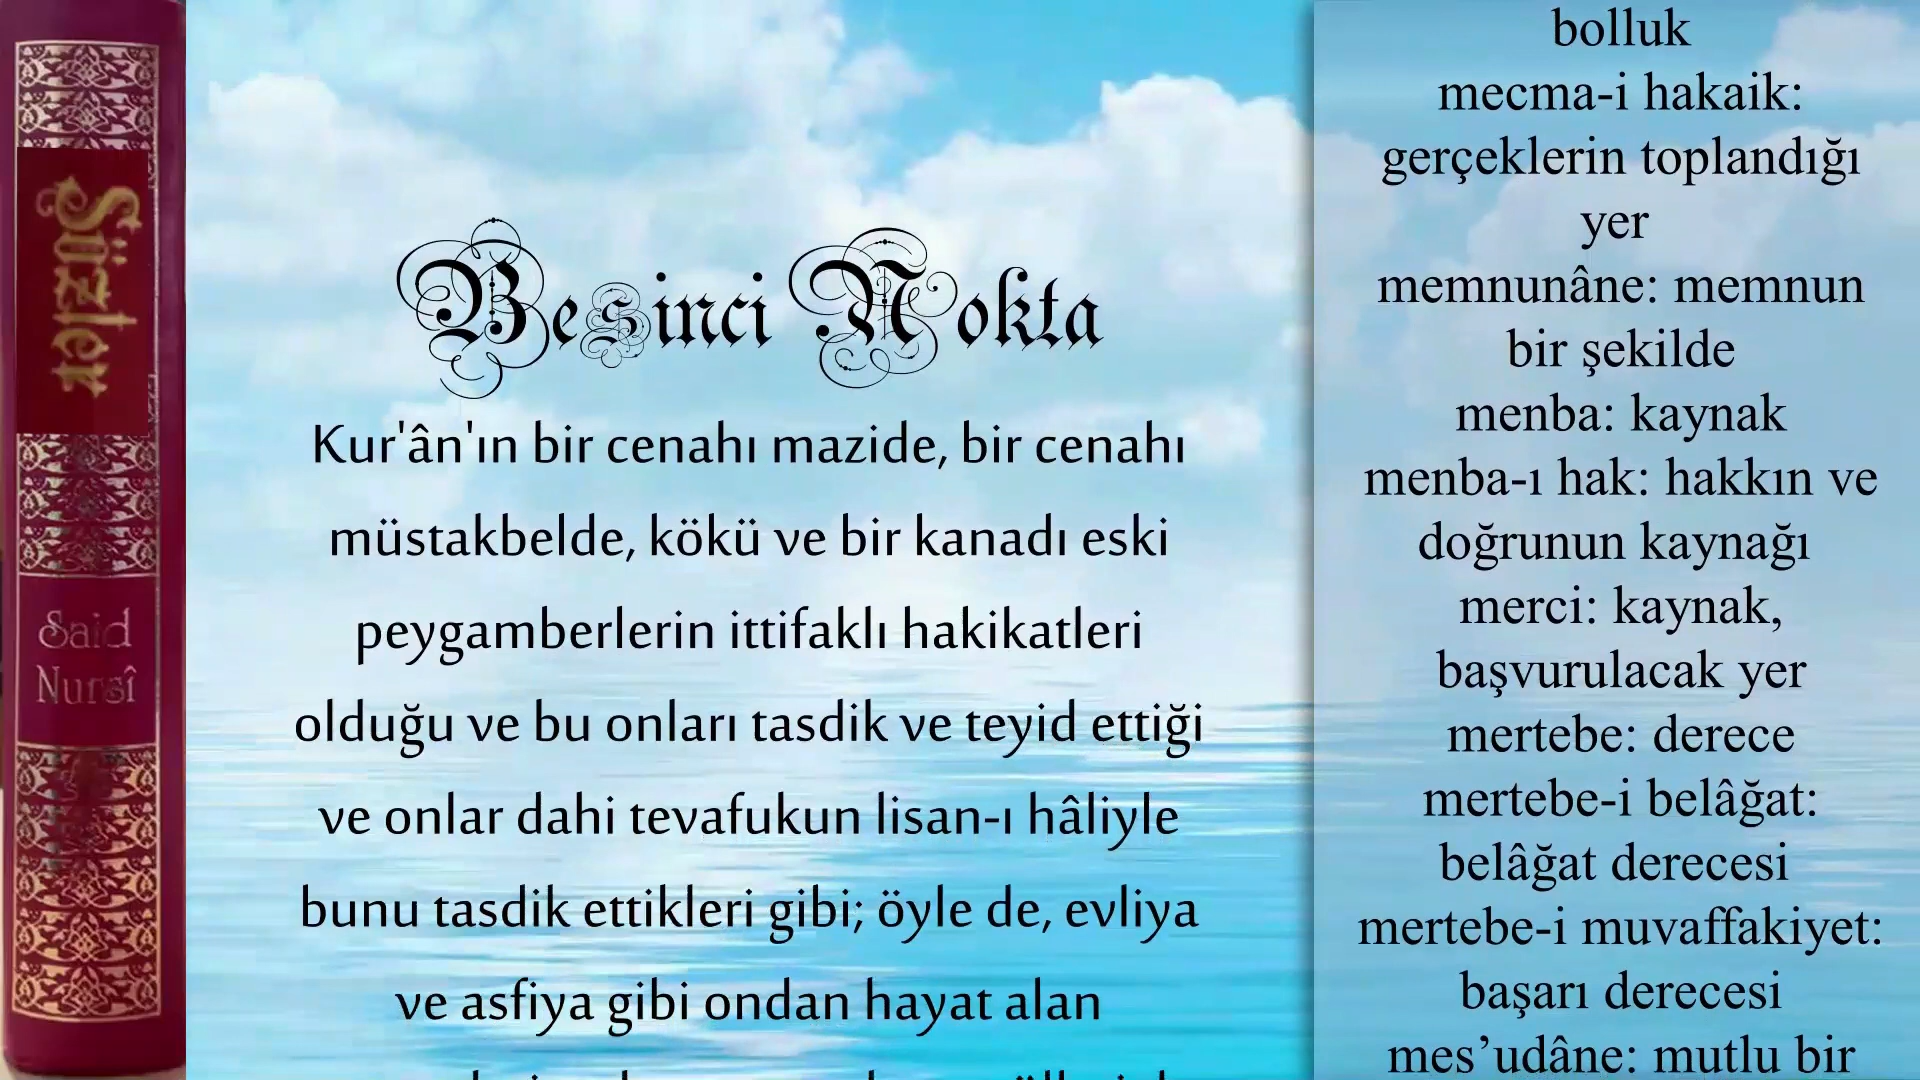 Sözler
Said
Nursî
Beşinci Nokta
Kur'ân'ın bir cenahı mazide, bir cenahı
müstakbelde, kökü ve bir kanadı eski
peygamberlerin ittifaklı hakikatleri
olduğu ve bu onları tasdik ve teyid ettiği
ve onlar dahi tevafukun lisan-ı hâliyle
bunu tasdik ettikleri gibi; öyle de, evliya
ve asfiya gibi ondan hayat alan
bolluk
mecma-i hakaik:
gerçeklerin toplandığı
yer
memnunâne: memnun
bir şekilde
menba: kaynak
menba-ı hak: hakkın ve
doğrunun kaynağı
merci: kaynak,
başvurulacak yer
mertebe: derece
mertebe-i belâğat:
belâğat derecesi
mertebe-i muvaffakiyet:
başarı derecesi
mes’udâne: mutlu bir